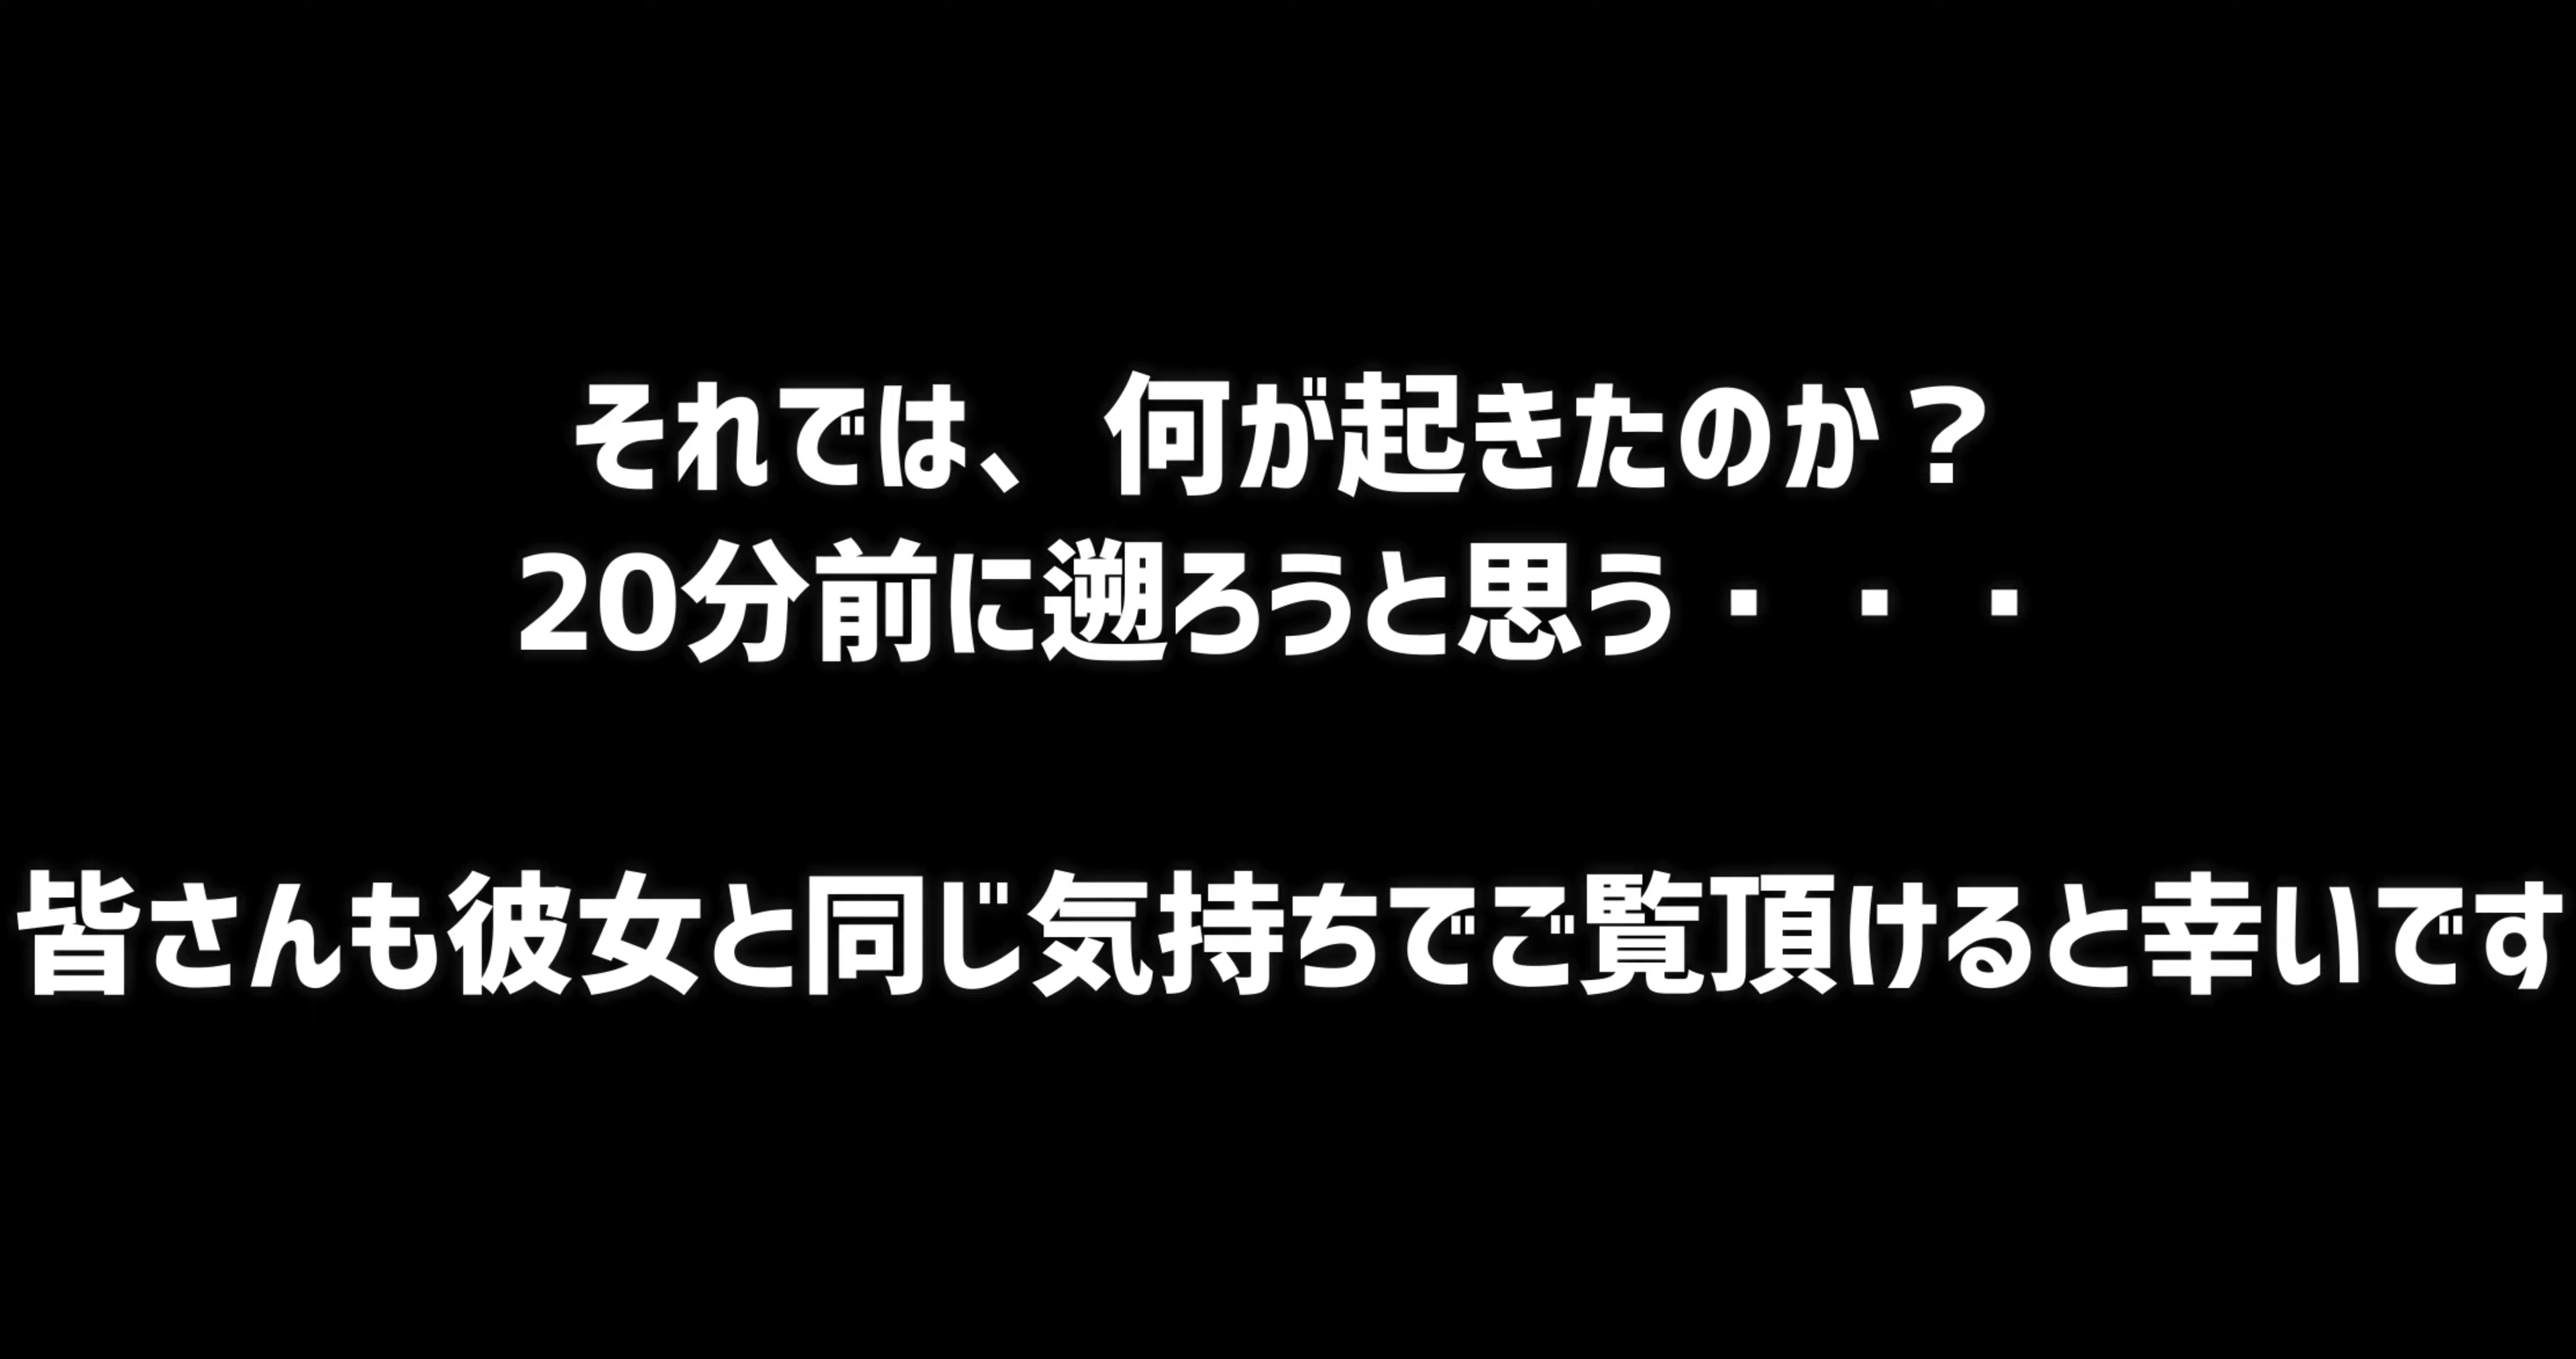 それでは、何が起きたのか？
20分前に遡ろうと思う・・・
皆さんも彼女と同じ気持ちでご覧頂けると幸いです